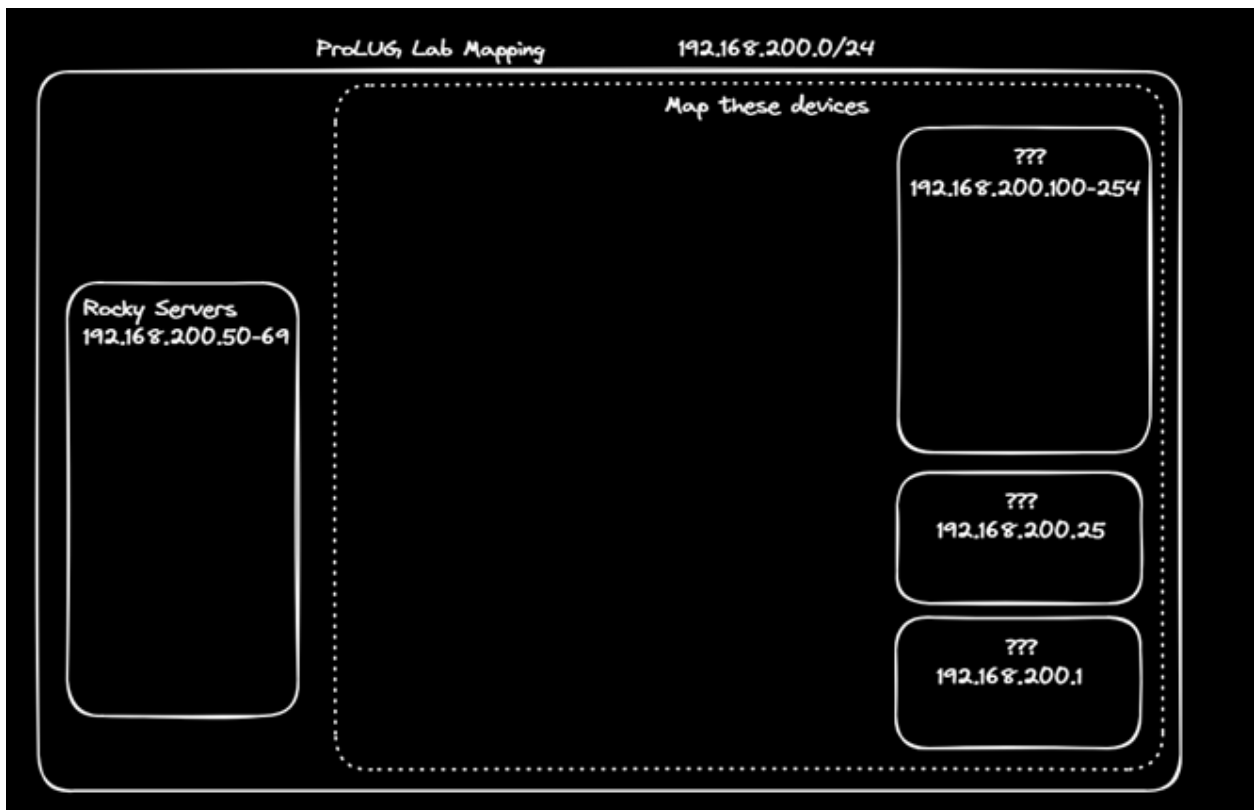 ProLUG, Lab Mapping 192.168.200.0/24
Map these devices
???
192.168.200.100-254
Rocky Servers
192.168.200.50-69
???
192.168.200.25
???
192.168.200.1